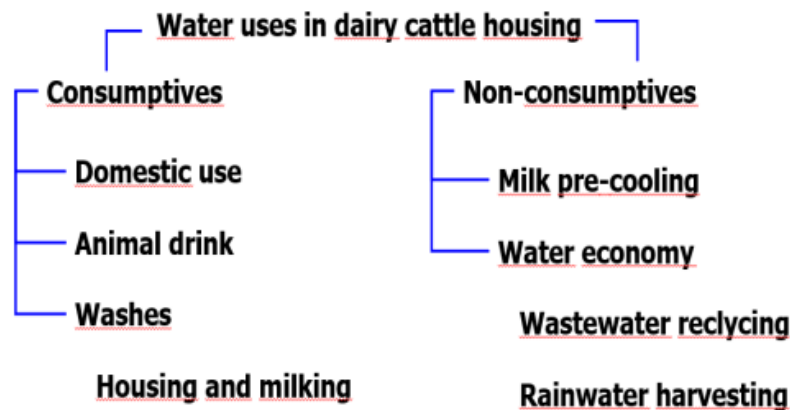 Water uses in dairy cattle housing
Consumptives
Domestic use
Animal drink
Washes
Housing and milking
Non-consumptives
Milk pre-cooling
Water economy
Wastewater reclycing
Rainwater harvesting